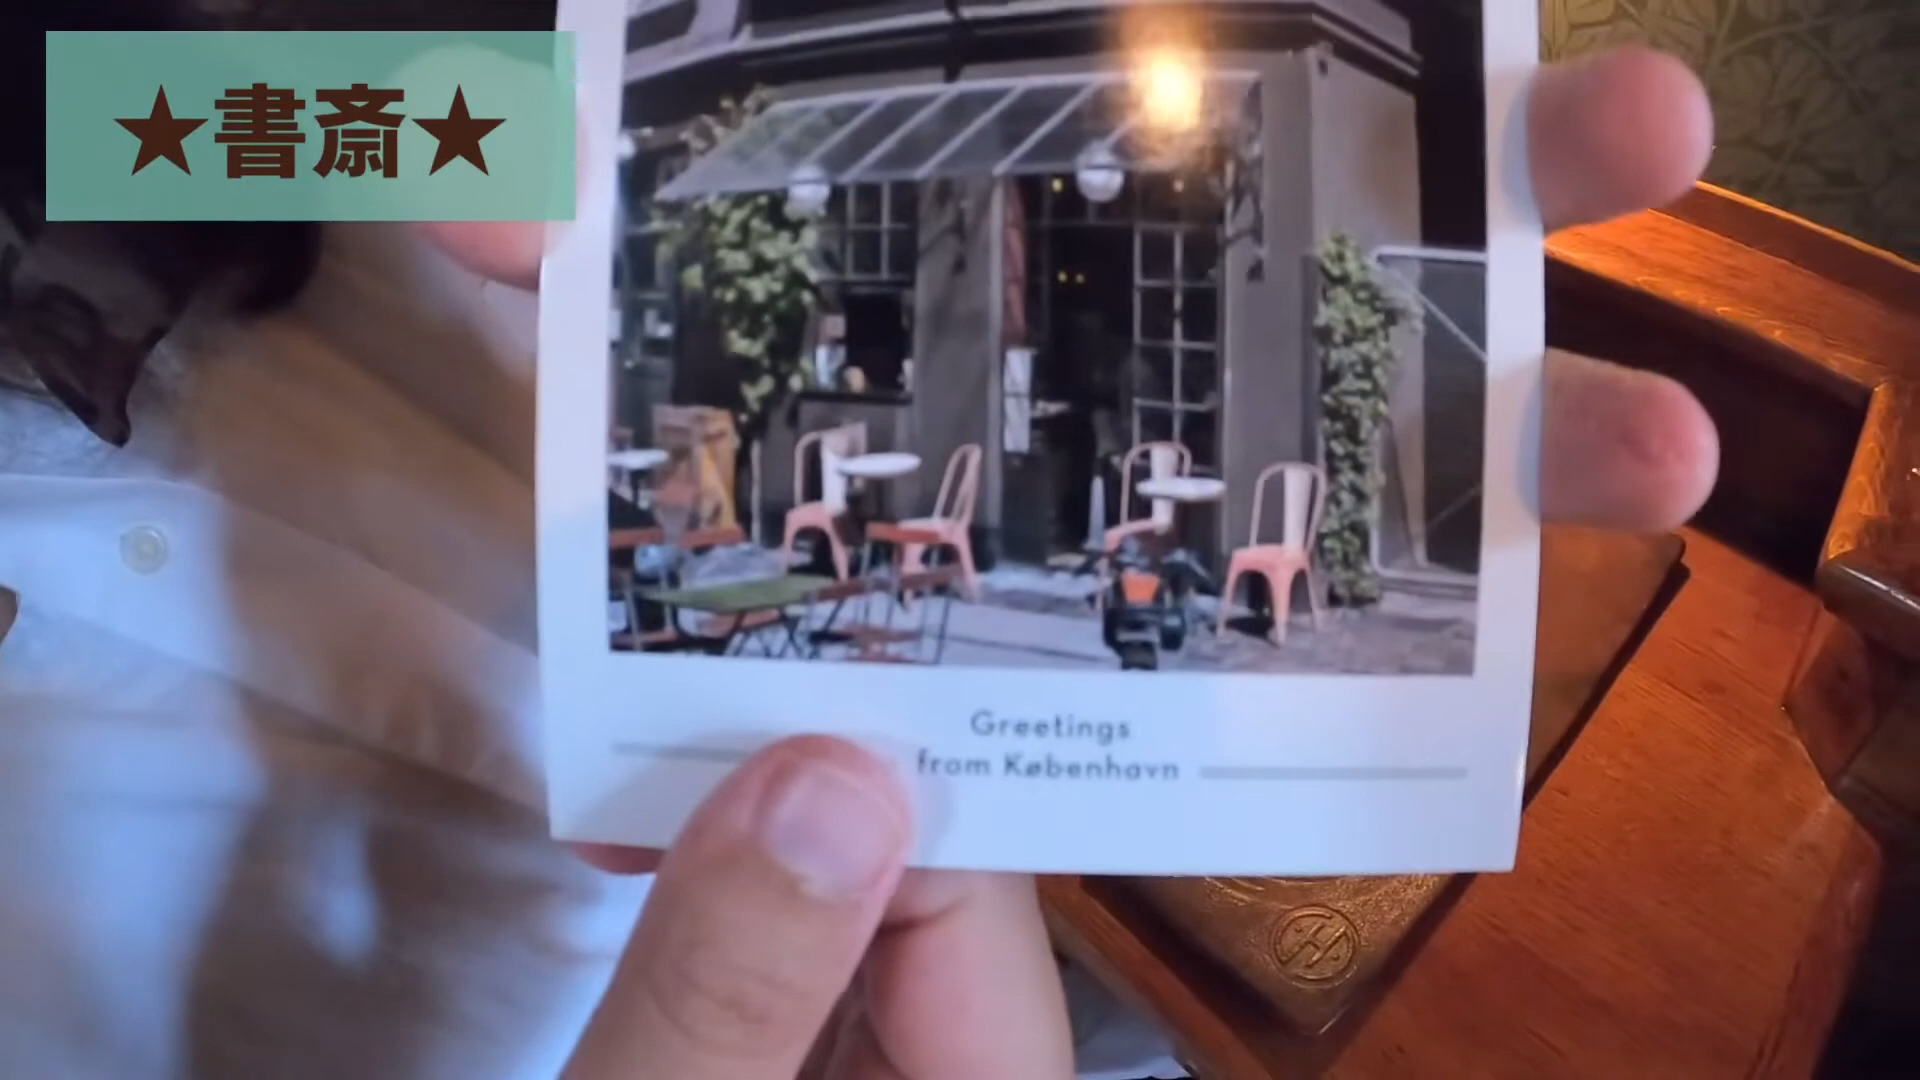 ★書斎★
Greetings
from København